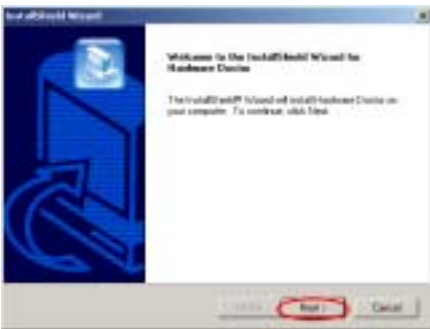 InstallShield Wizard
Welcome to the InstallShield Wizard for
Hardware Doctor
The InstallShield® Wizard will install Hardware Doctor on
your computer. To continue, click Next.
Next >
Cancel